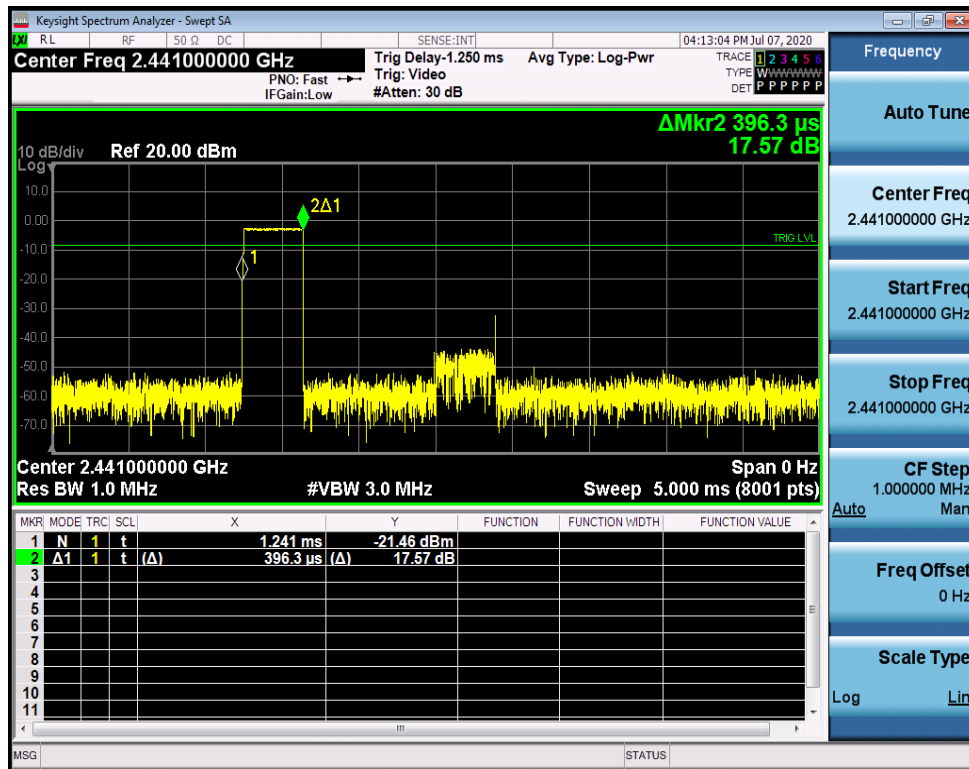 Keysight Spectrum Analyzer - Swept SA
LXI RL RF 50 Ω DC SENSE:INT 04:13:04 PM Jul 07, 2020
Center Freq 2.441000000 GHz
PNO: Fast
IFGain:Low
Trig Delay-1.250 ms
Trig: Video
#Atten: 30 dB
Avg Type: Log-Pwr
TRACE 1 2 3 4 5 6
TYPE WWWWWW
DET P P P P P P
ΔMkr2 396.3 µs
17.57 dB
10 dB/div Ref 20.00 dBm
Log
10.0
0.00
-10.0
-20.0
-30.0
-40.0
-50.0
-60.0
-70.0
2Δ1
1
TRIG LVL
Center 2.441000000 GHz Span 0 Hz
Res BW 1.0 MHz #VBW 3.0 MHz Sweep 5.000 ms (8001 pts)
MKR MODE TRC SCL X Y FUNCTION FUNCTION WIDTH FUNCTION VALUE
1 N 1 t 1.241 ms -21.46 dBm
2 Δ1 1 t (Δ) 396.3 µs (Δ) 17.57 dB
3
4
5
6
7
8
9
10
11
MSG STATUS
Frequency
Auto Tune
Center Freq
2.441000000 GHz
Start Freq
2.441000000 GHz
Stop Freq
2.441000000 GHz
CF Step
1.000000 MHz
Auto Man
Freq Offset
0 Hz
Scale Type
Log Lin